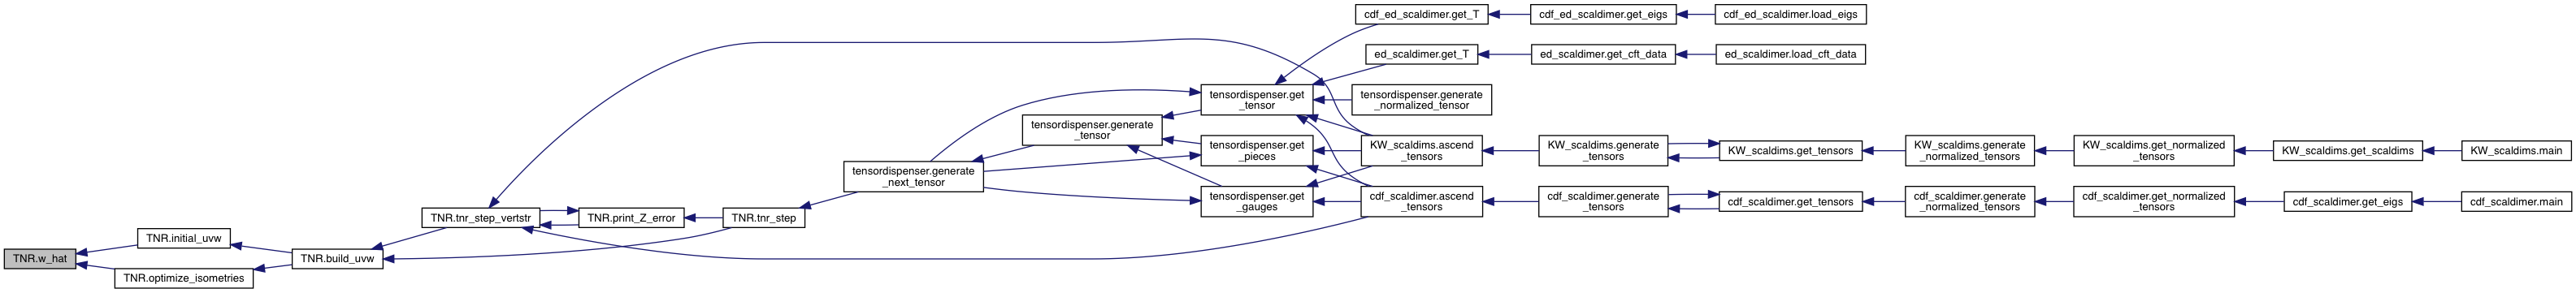 TNR.w_hat
TNR.initial_uvw
TNR.optimize_isometries
TNR.build_uvw
TNR.tnr_step_vertstr
TNR.print_Z_error
TNR.tnr_step
tensordispenser.generate
_next_tensor
tensordispenser.generate
_tensor
tensordispenser.get
_tensor
tensordispenser.get
_pieces
tensordispenser.get
_gauges
cdf_ed_scaldimer.get_T
cdf_ed_scaldimer.get_eigs
cdf_ed_scaldimer.load_eigs
ed_scaldimer.get_T
ed_scaldimer.get_cft_data
ed_scaldimer.load_cft_data
tensordispenser.generate
_normalized_tensor
KW_scaldims.ascend
_tensors
KW_scaldims.generate
_tensors
KW_scaldims.get_tensors
KW_scaldims.generate
_normalized_tensors
KW_scaldims.get_normalized
_tensors
KW_scaldims.get_scaldims
KW_scaldims.main
cdf_scaldimer.ascend
_tensors
cdf_scaldimer.generate
_tensors
cdf_scaldimer.get_tensors
cdf_scaldimer.generate
_normalized_tensors
cdf_scaldimer.get_normalized
_tensors
cdf_scaldimer.get_eigs
cdf_scaldimer.main